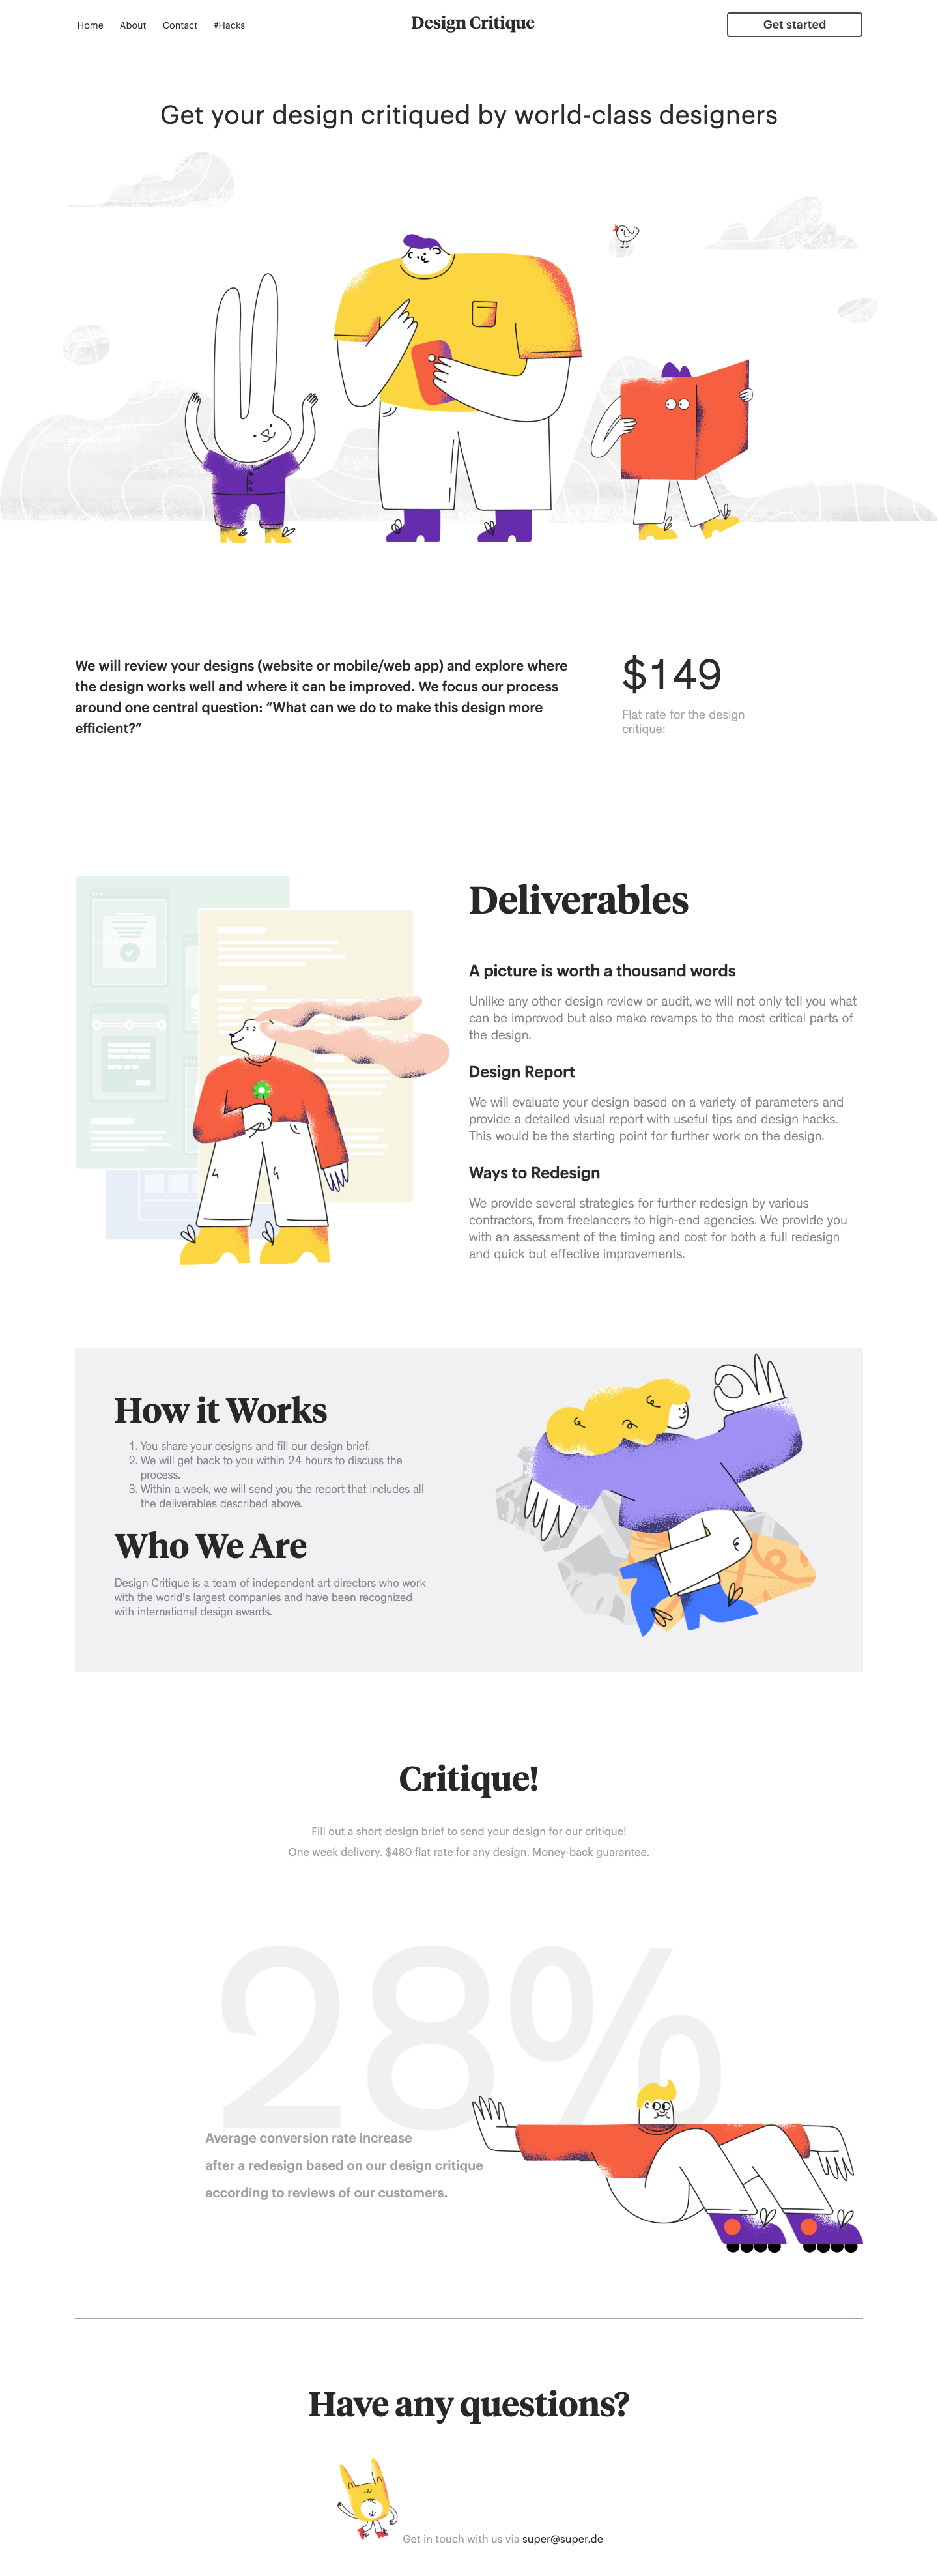 Home About Contact #Hacks
Design Critique
Get started
Get your design critiqued by world-class designers
We will review your designs (website or mobile/web app) and explore where
the design works well and where it can be improved. We focus our process
around one central question: “What can we do to make this design more
efficient?”
$149
Flat rate for the design
critique:
Deliverables
A picture is worth a thousand words
Unlike any other design review or audit, we will not only tell you what
can be improved but also make revamps to the most critical parts of
the design.
Design Report
We will evaluate your design based on a variety of parameters and
provide a detailed visual report with useful tips and design hacks.
This would be the starting point for further work on the design.
Ways to Redesign
We provide several strategies for further redesign by various
contractors, from freelancers to high-end agencies. We provide you
with an assessment of the timing and cost for both a full redesign
and quick but effective improvements.
How it Works
1. You share your designs and fill our design brief.
2. We will get back to you within 24 hours to discuss the
process.
3. Within a week, we will send you the report that includes all
the deliverables described above.
Who We Are
Design Critique is a team of independent art directors who work
with the world's largest companies and have been recognized
with international design awards.
Critique!
Fill out a short design brief to send your design for our critique!
One week delivery. $480 flat rate for any design. Money-back guarantee.
28%
Average conversion rate increase
after a redesign based on our design critique
according to reviews of our customers.
Have any questions?
Get in touch with us via super@super.de